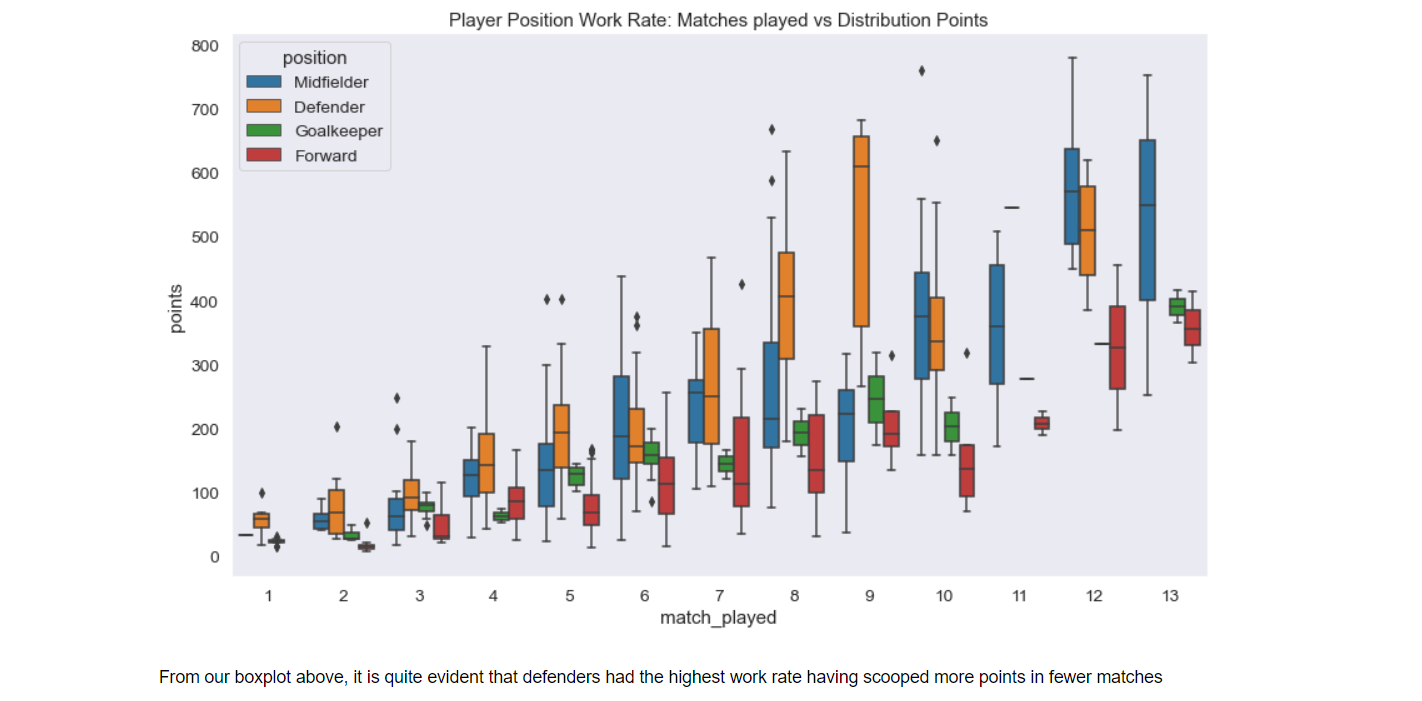 Player Position Work Rate: Matches played vs Distribution Points
800
700
600
500
400
300
200
100
0
points
position
Midfielder
Defender
Goalkeeper
Forward
1 2 3 4 5 6 7 8 9 10 11 12 13
match_played
From our boxplot above, it is quite evident that defenders had the highest work rate having scooped more points in fewer matches